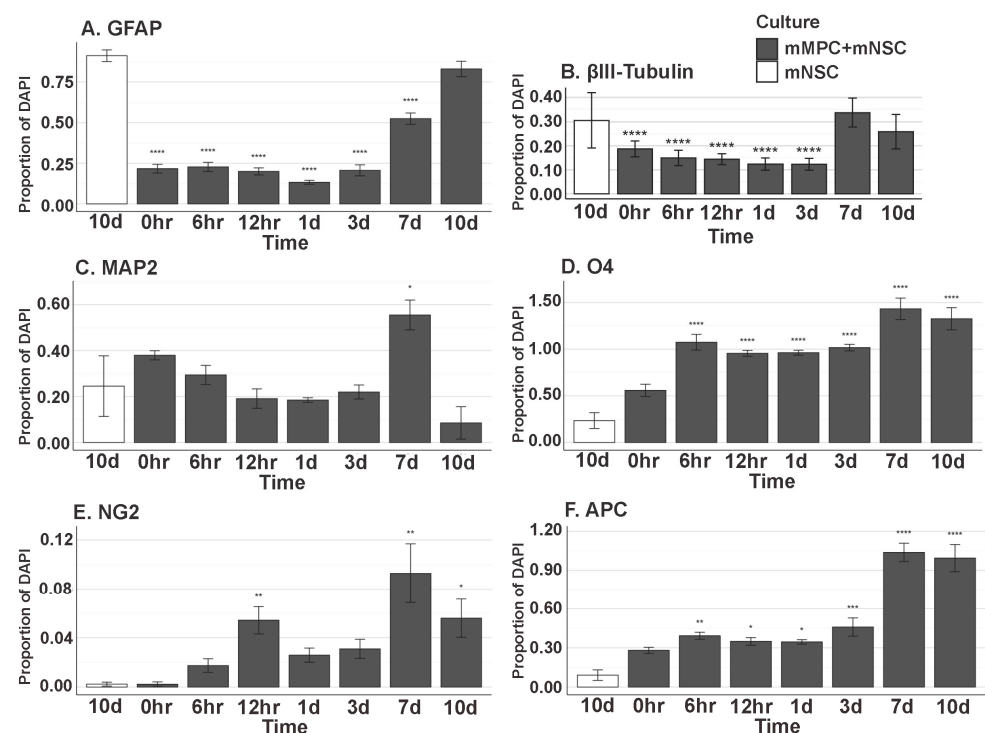 A. GFAP
Proportion of DAPI
0.75
0.50
0.25
0.00
**** **** **** **** **** ****
10d 0hr 6hr 12hr 1d 3d 7d 10d
Time
Culture
mMPC+mNSC
mNSC
B. βIII-Tubulin
Proportion of DAPI
0.40
0.30
0.20
0.10
0.00
**** **** **** **** ****
10d 0hr 6hr 12hr 1d 3d 7d 10d
Time
C. MAP2
Proportion of DAPI
0.60
0.40
0.20
0.00
*
10d 0hr 6hr 12hr 1d 3d 7d 10d
Time
D. O4
Proportion of DAPI
1.50
1.00
0.50
0.00
**** **** **** **** **** ****
10d 0hr 6hr 12hr 1d 3d 7d 10d
Time
E. NG2
Proportion of DAPI
0.12
0.08
0.04
0.00
** ** *
10d 0hr 6hr 12hr 1d 3d 7d 10d
Time
F. APC
Proportion of DAPI
1.20
0.90
0.60
0.30
0.00
** * * *** **** ****
10d 0hr 6hr 12hr 1d 3d 7d 10d
Time